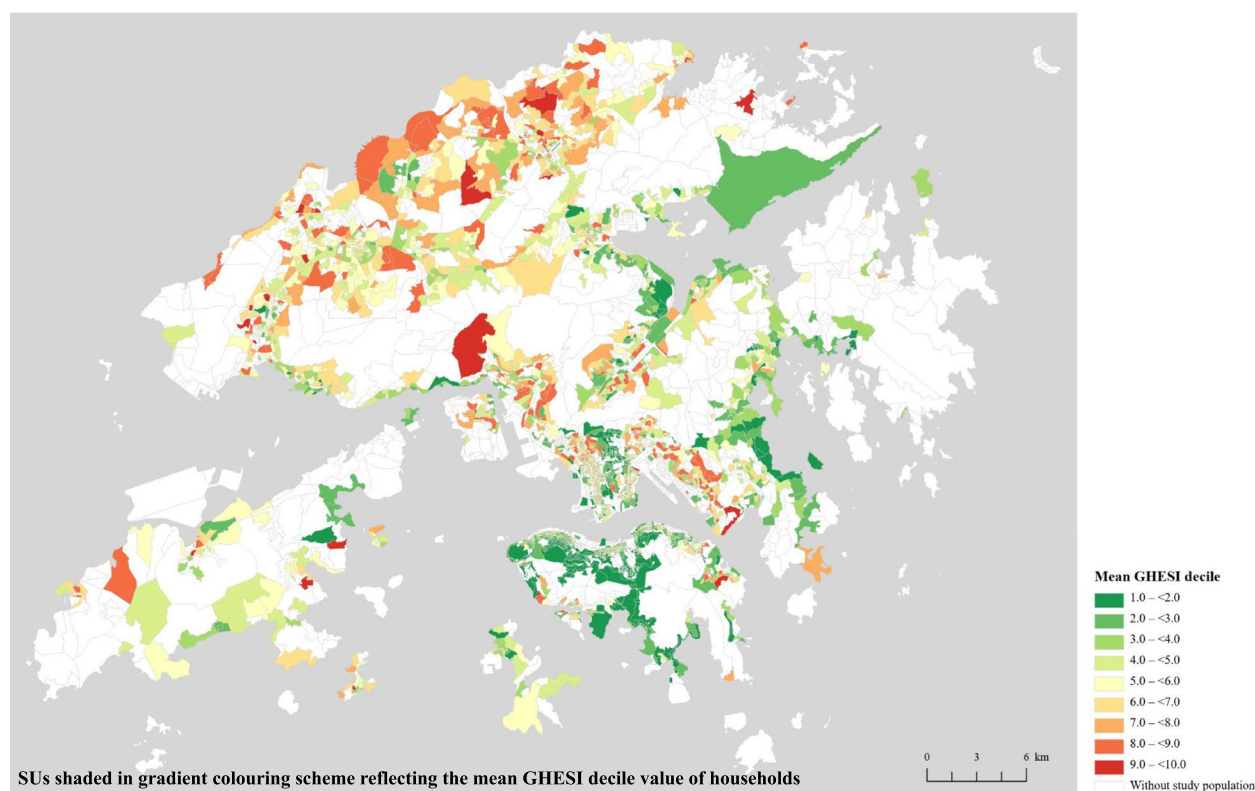 Mean GHESI decile
1.0 – <2.0
2.0 – <3.0
3.0 – <4.0
4.0 – <5.0
5.0 – <6.0
6.0 – <7.0
7.0 – <8.0
8.0 – <9.0
9.0 – <10.0
Without study population
0 3 6 km
SUs shaded in gradient colouring scheme reflecting the mean GHESI decile value of households